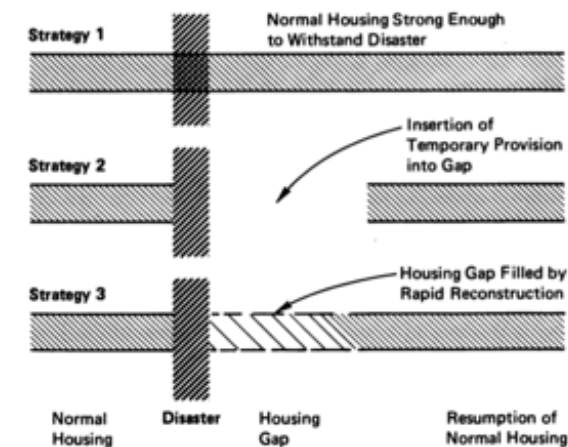 Strategy 1
Normal Housing Strong Enough
to Withstand Disaster
Strategy 2
Insertion of
Temporary Provision
into Gap
Strategy 3
Housing Gap Filled by
Rapid Reconstruction
Normal
Housing
Disaster
Housing
Gap
Resumption of
Normal Housing